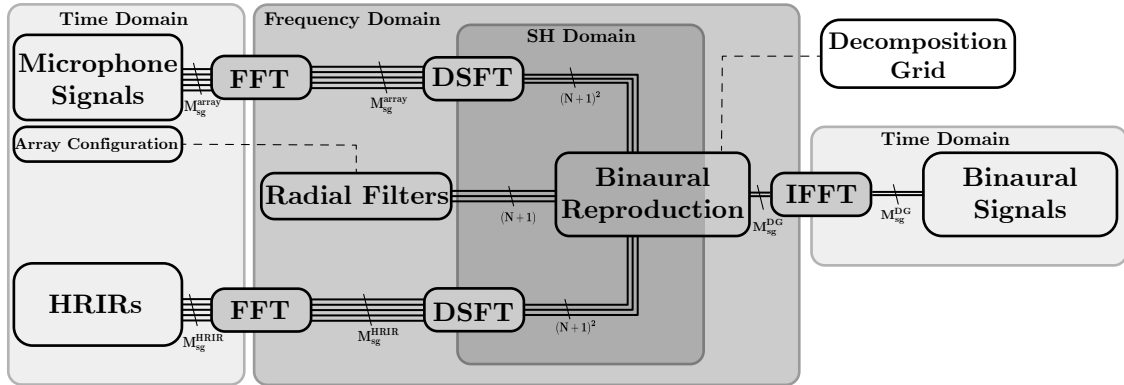 Time Domain
Frequency Domain
SH Domain
Microphone
Signals
FFT
DSFT
Decomposition
Grid
M_sg^array
M_sg^array
(N + 1)^2
Array Configuration
Time Domain
Radial Filters
(N + 1)
Binaural
Reproduction
M_sg^DG
IFFT
M_sg^DG
Binaural
Signals
HRIRs
FFT
DSFT
M_sg^HRIR
M_sg^HRIR
(N + 1)^2